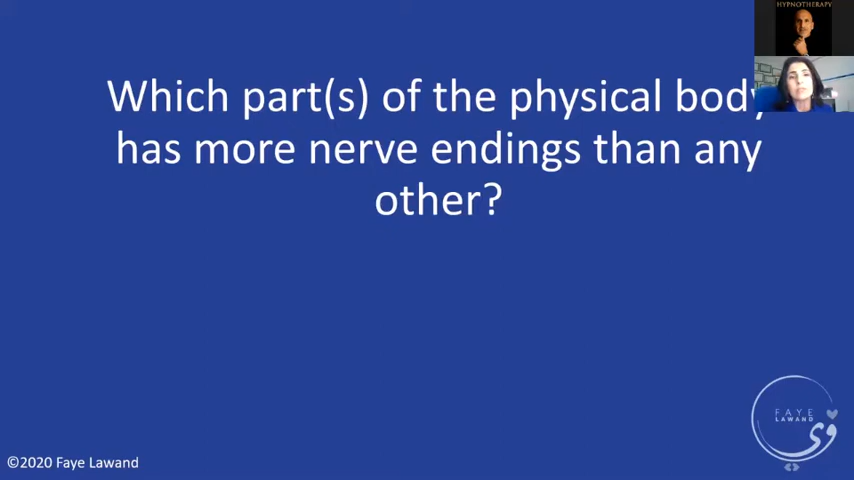 HYPNOTHERAPY
Which part(s) of the physical body
has more nerve endings than any
other?
FAYE
LAWAND
©2020 Faye Lawand